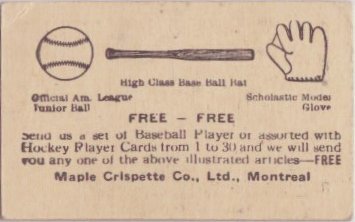 High Class Base Ball Bat
Official Am. League
Junior Ball
Scholastic Model
Glove
FREE – FREE
Send us a set of Baseball Player or assorted with
Hockey Player Cards from 1 to 30 and we will send
you any one of the above illustrated articles—FREE
Maple Crispette Co., Ltd., Montreal